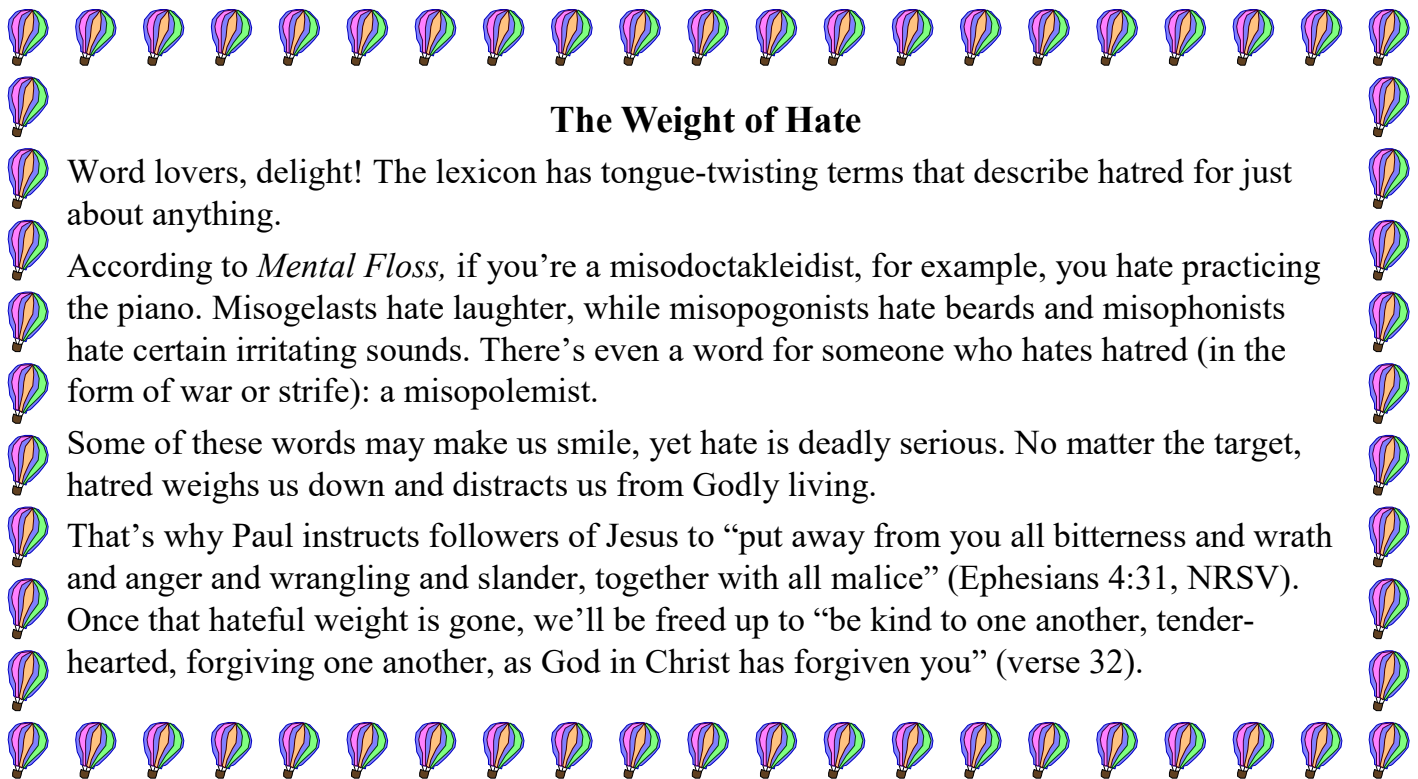 The Weight of Hate
Word lovers, delight! The lexicon has tongue-twisting terms that describe hatred for just
about anything.
According to Mental Floss, if you’re a misodoctakleidist, for example, you hate practicing
the piano. Misogelasts hate laughter, while misopogonists hate beards and misophonists
hate certain irritating sounds. There’s even a word for someone who hates hatred (in the
form of war or strife): a misopolemist.
Some of these words may make us smile, yet hate is deadly serious. No matter the target,
hatred weighs us down and distracts us from Godly living.
That’s why Paul instructs followers of Jesus to “put away from you all bitterness and wrath
and anger and wrangling and slander, together with all malice” (Ephesians 4:31, NRSV).
Once that hateful weight is gone, we’ll be freed up to “be kind to one another, tender-
hearted, forgiving one another, as God in Christ has forgiven you” (verse 32).